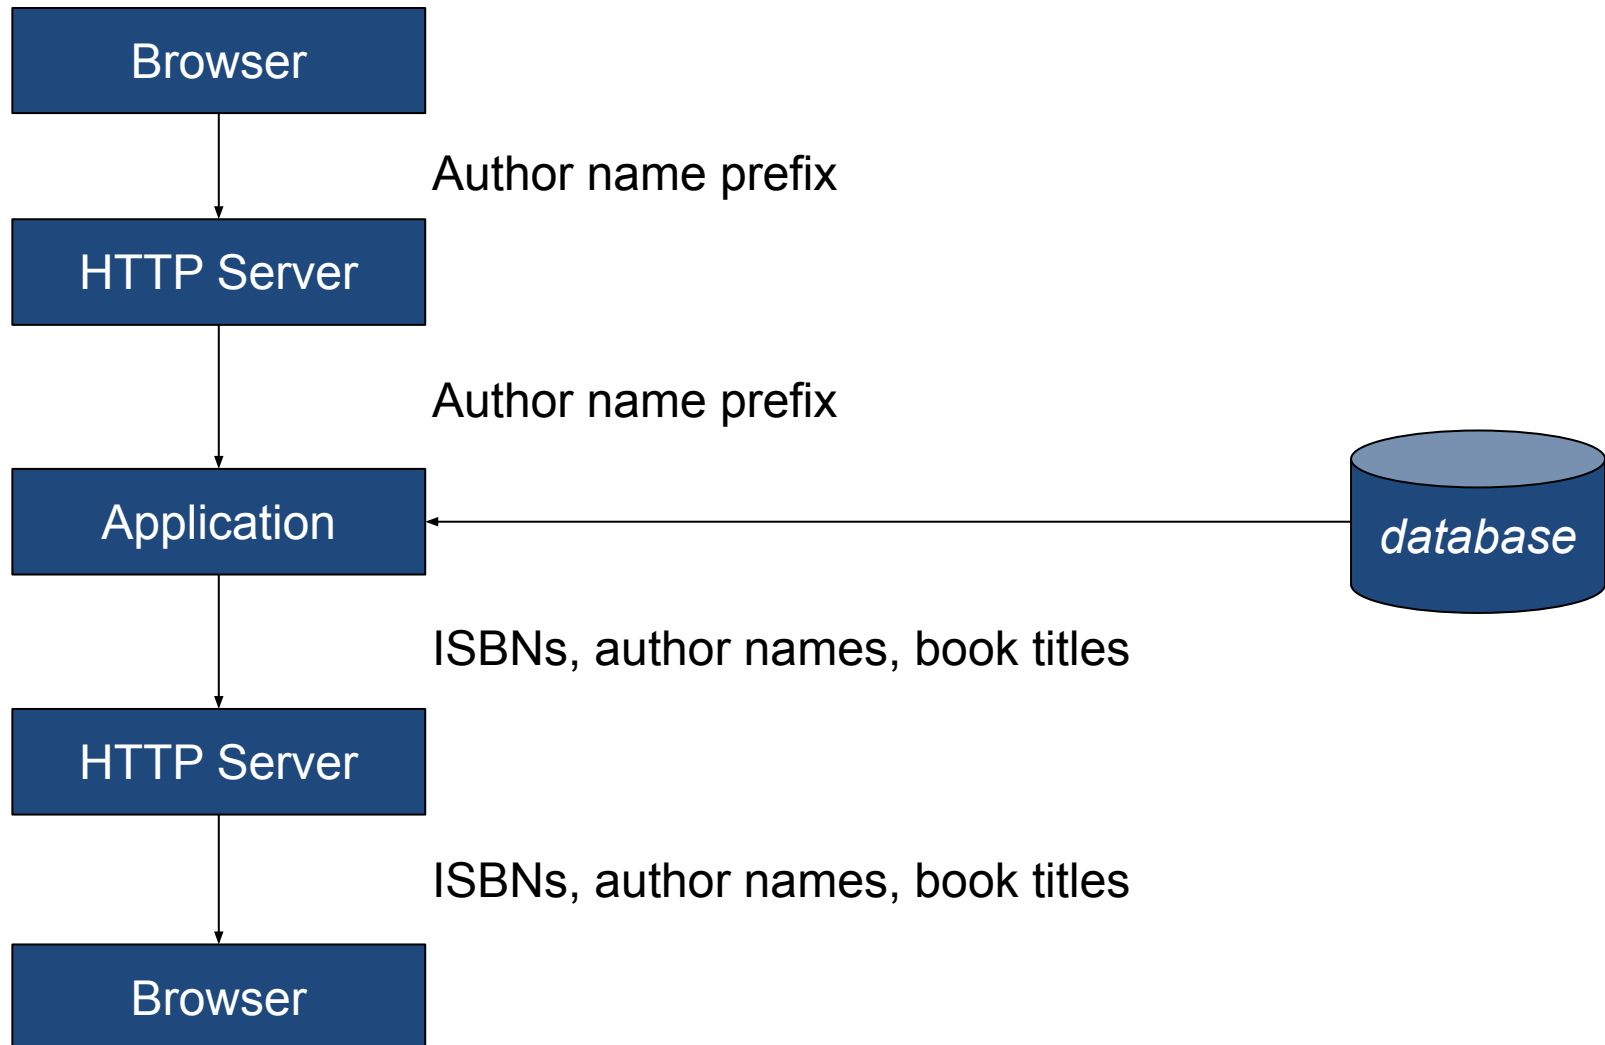 Browser
Author name prefix
HTTP Server
Author name prefix
Application
database
ISBNs, author names, book titles
HTTP Server
ISBNs, author names, book titles
Browser